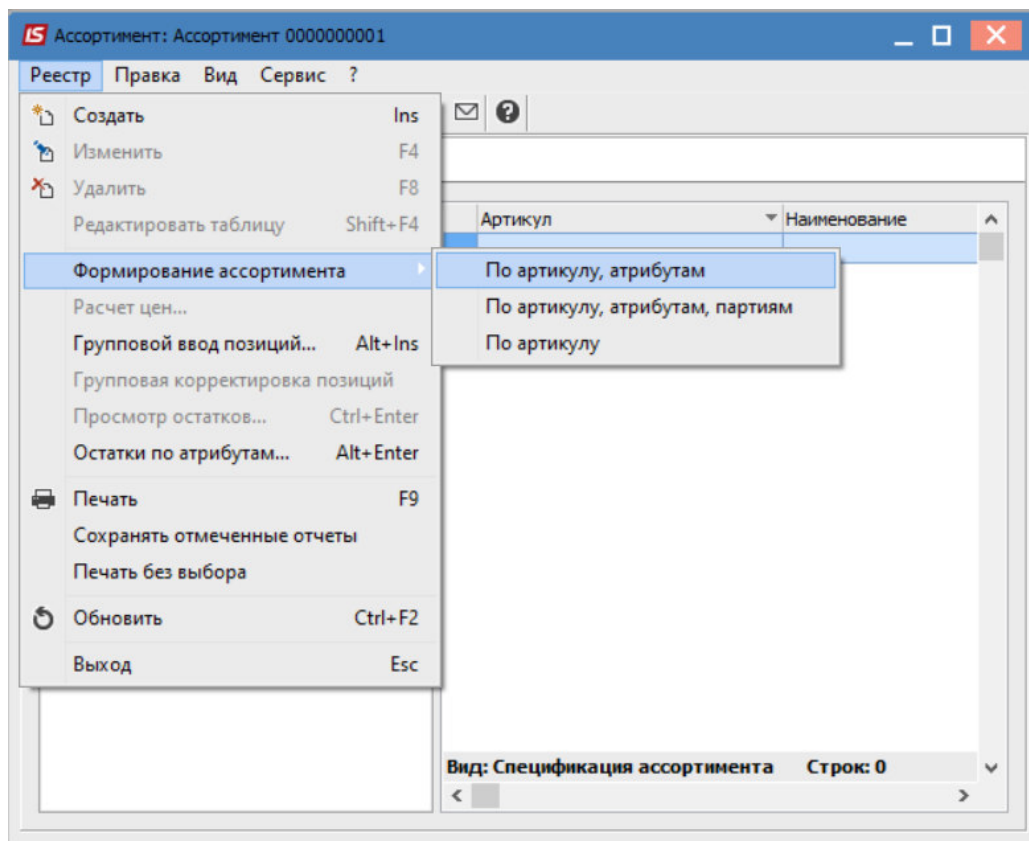 IS Ассортимент: Ассортимент 0000000001
Реестр Правка Вид Сервис ?
Создать Ins
Изменить F4
Удалить F8
Редактировать таблицу Shift+F4
Артикул Наименование
Формирование ассортимента
По артикулу, атрибутам
По артикулу, атрибутам, партиям
По артикулу
Расчет цен...
Групповой ввод позиций... Alt+Ins
Групповая корректировка позиций
Просмотр остатков... Ctrl+Enter
Остатки по атрибутам... Alt+Enter
Печать F9
Сохранять отмеченные отчеты
Печать без выбора
Обновить Ctrl+F2
Выход Esc
Вид: Спецификация ассортимента Строк: 0